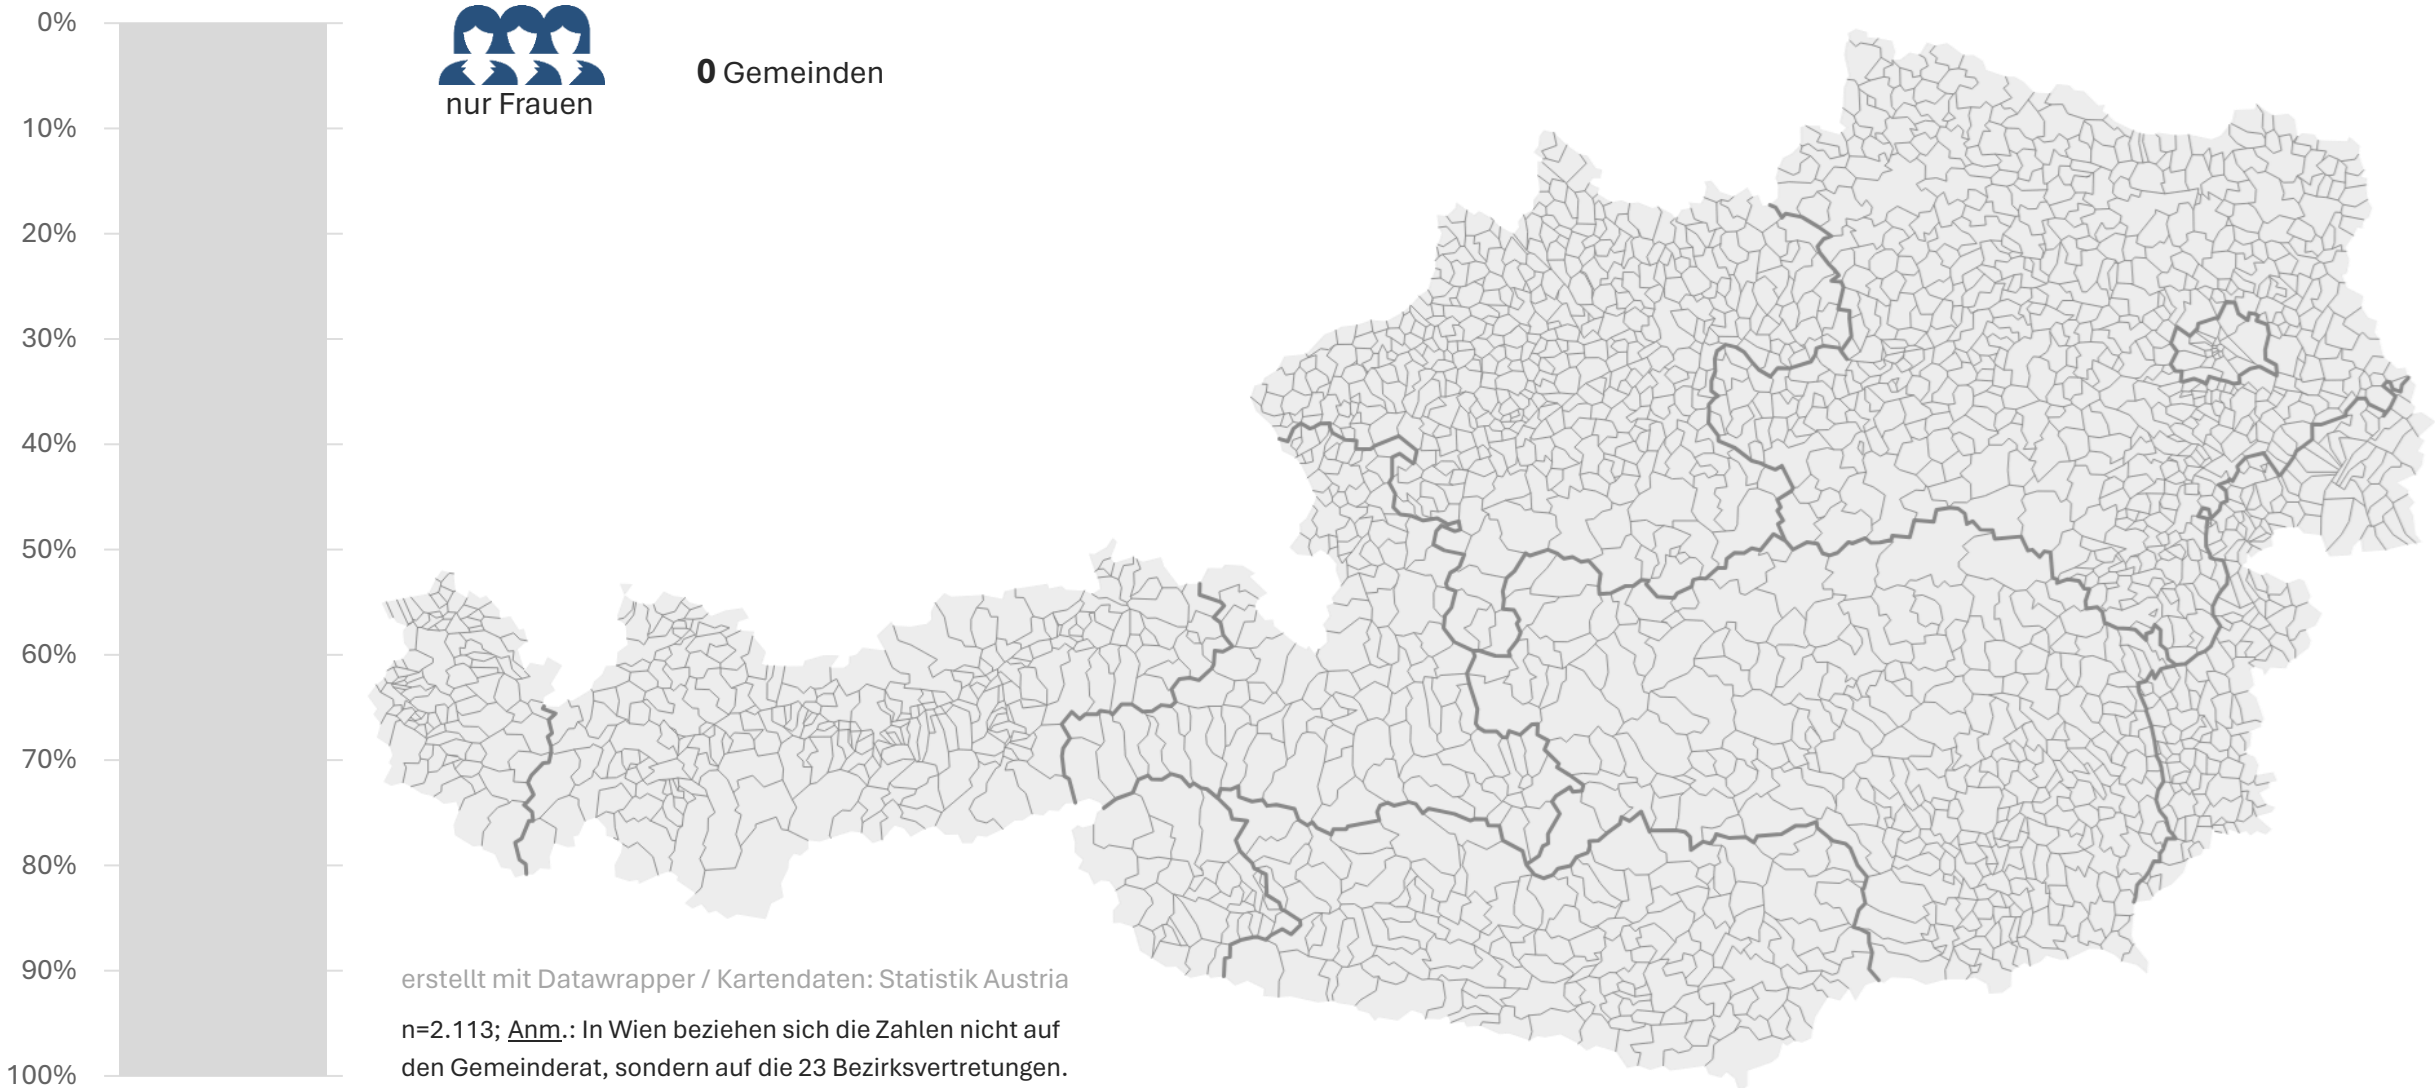 0%
10%
20%
30%
40%
50%
60%
70%
80%
90%
100%
nur Frauen
0 Gemeinden
erstellt mit Datawrapper / Kartendaten: Statistik Austria
n=2.113; Anm.: In Wien beziehen sich die Zahlen nicht auf
den Gemeinderat, sondern auf die 23 Bezirksvertretungen.